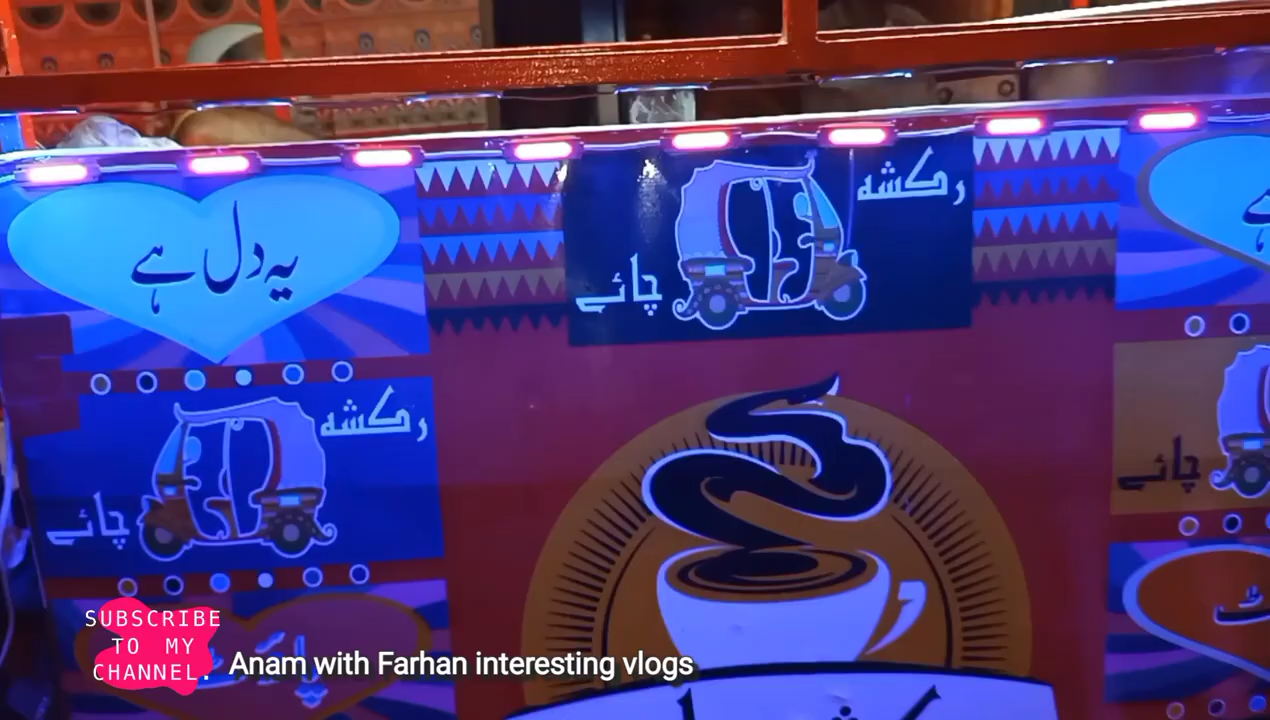 یہ دل ہے
رکشہ
چائے
رکشہ
چائے
چائے
SUBSCRIBE
TO MY
CHANNEL.
Anam with Farhan interesting vlogs